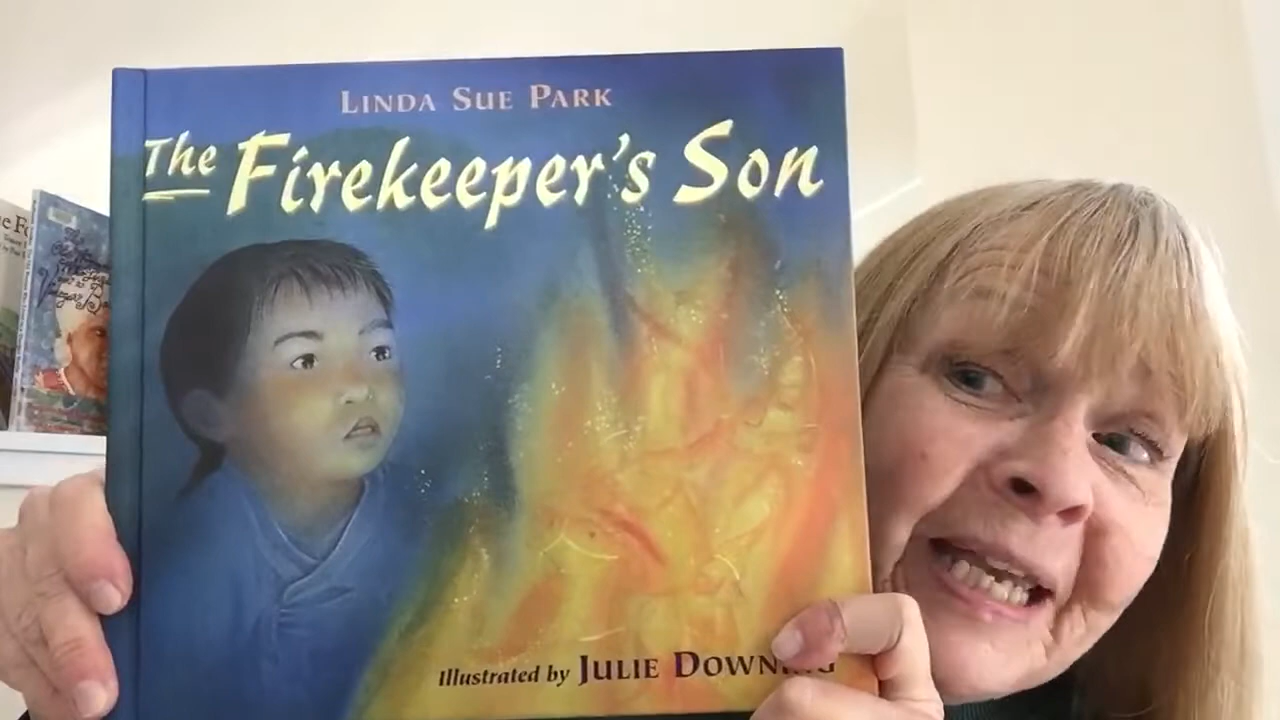 LINDA SUE PARK
The Firekeeper's Son
Illustrated by JULIE DOWNING